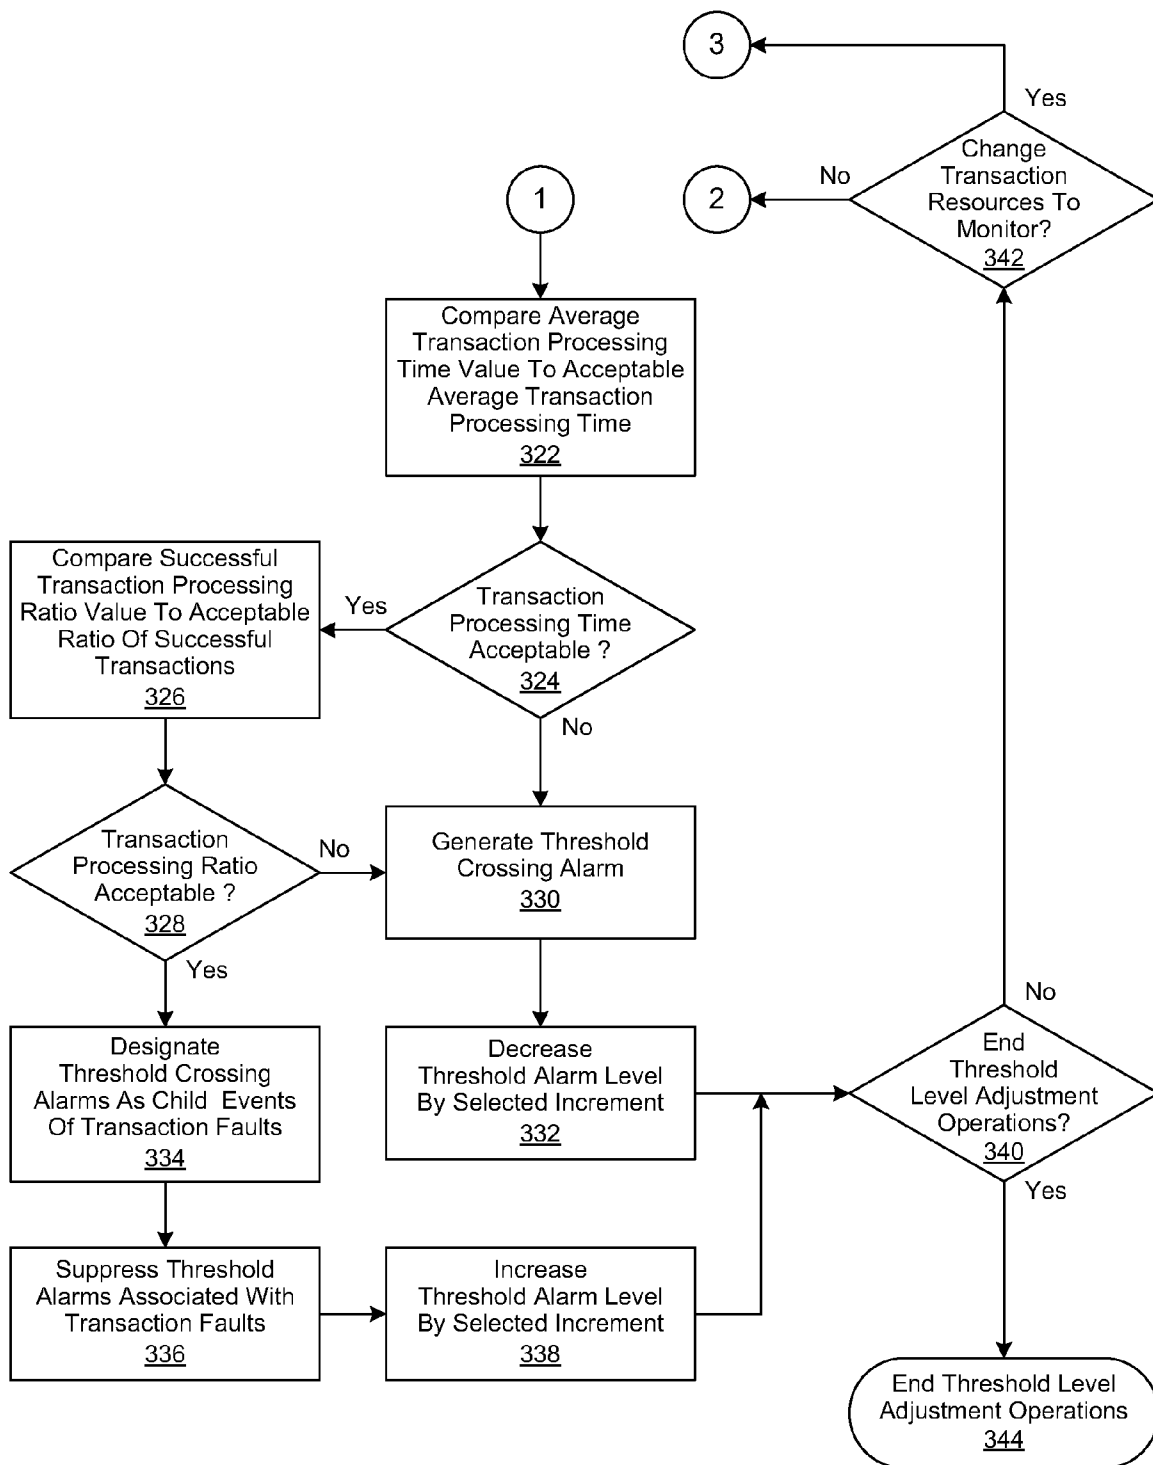 3
Yes
Change
Transaction
Resources To
Monitor?
342
No
2
1
Compare Average
Transaction Processing
Time Value To Acceptable
Average Transaction
Processing Time
322
Compare Successful
Transaction Processing
Ratio Value To Acceptable
Ratio Of Successful
Transactions
326
Yes
Transaction
Processing Time
Acceptable ?
324
No
Transaction
Processing Ratio
Acceptable ?
328
No
Yes
Generate Threshold
Crossing Alarm
330
Designate
Threshold Crossing
Alarms As Child Events
Of Transaction Faults
334
Decrease
Threshold Alarm Level
By Selected Increment
332
No
End
Threshold
Level Adjustment
Operations?
340
Yes
Suppress Threshold
Alarms Associated With
Transaction Faults
336
Increase
Threshold Alarm Level
By Selected Increment
338
End Threshold Level
Adjustment Operations
344